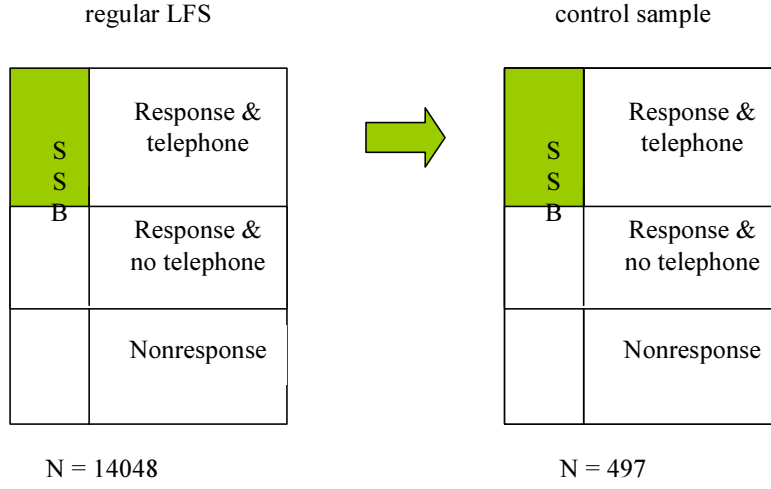 regular LFS
control sample
Response &
telephone
S
S
B
Response &
no telephone
Nonresponse
Response &
telephone
S
S
B
Response &
no telephone
Nonresponse
N = 14048
N = 497